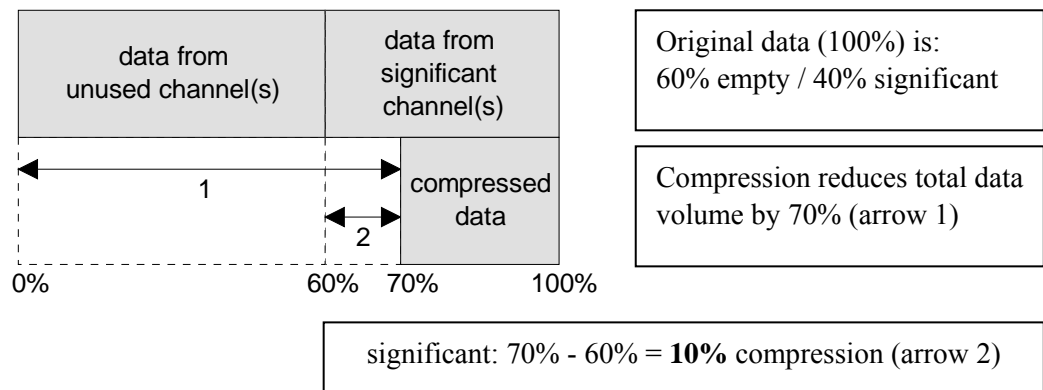 data from
unused channel(s)
data from
significant
channel(s)
Original data (100%) is:
60% empty / 40% significant
1
2
compressed
data
Compression reduces total data
volume by 70% (arrow 1)
0%
60%
70%
100%
significant: 70% - 60% = 10% compression (arrow 2)